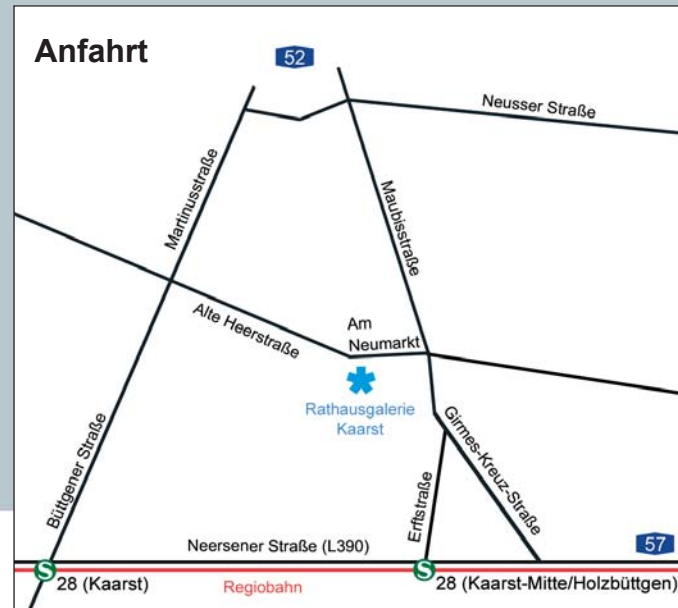 Anfahrt
52
Neusser Straße
Martinusstraße
Maubisstraße
Alte Heerstraße
Am
Neumarkt
Rathausgalerie
Kaarst
Girmes-Kreuz-Straße
Büttgener Straße
Erftstraße
Neersener Straße (L390)
57
S 28 (Kaarst)
Regiobahn
S 28 (Kaarst-Mitte/Holzbüttgen)